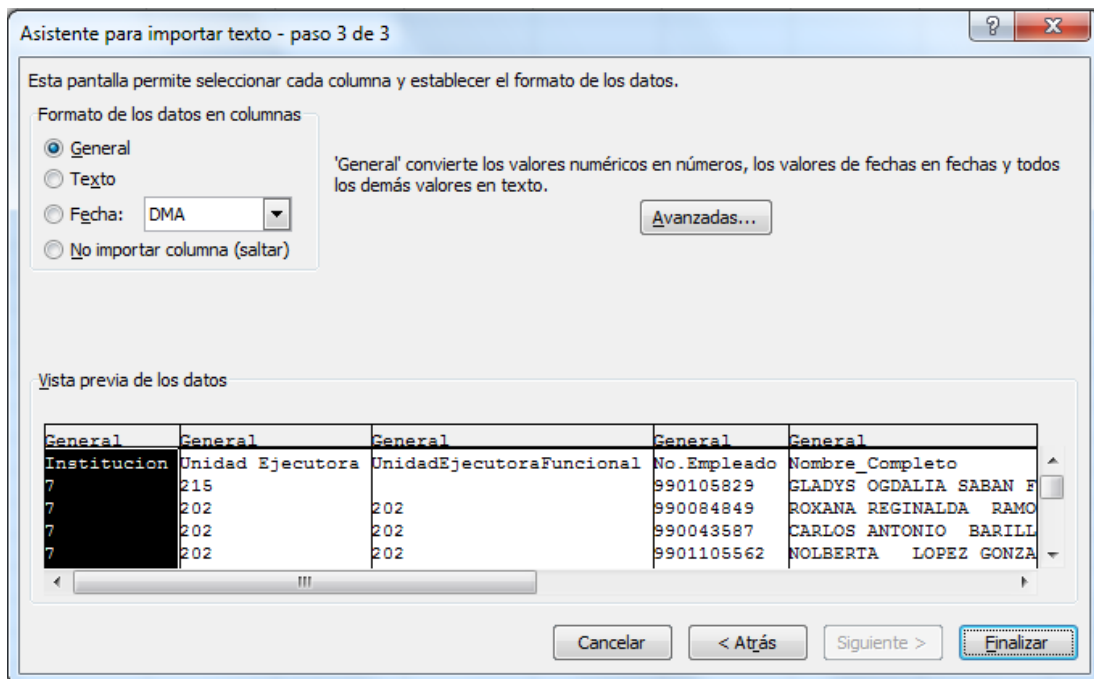 Asistente para importar texto - paso 3 de 3
Esta pantalla permite seleccionar cada columna y establecer el formato de los datos.
Formato de los datos en columnas
General
Texto
Fecha: DMA
No importar columna (saltar)
'General' convierte los valores numéricos en números, los valores de fechas en fechas y todos
los demás valores en texto.
Avanzadas...
Vista previa de los datos
General General General General General
Institucion Unidad Ejecutora UnidadEjecutoraFuncional No.Empleado Nombre_Completo
7 215 990105829 GLADYS OGDALIA SABAN F
7 202 202 990084849 ROXANA REGINALDA RAMO
7 202 202 990043587 CARLOS ANTONIO BARILL
7 202 202 9901105562 NOLBERTA LOPEZ GONZA
Cancelar < Atrás Siguiente > Finalizar